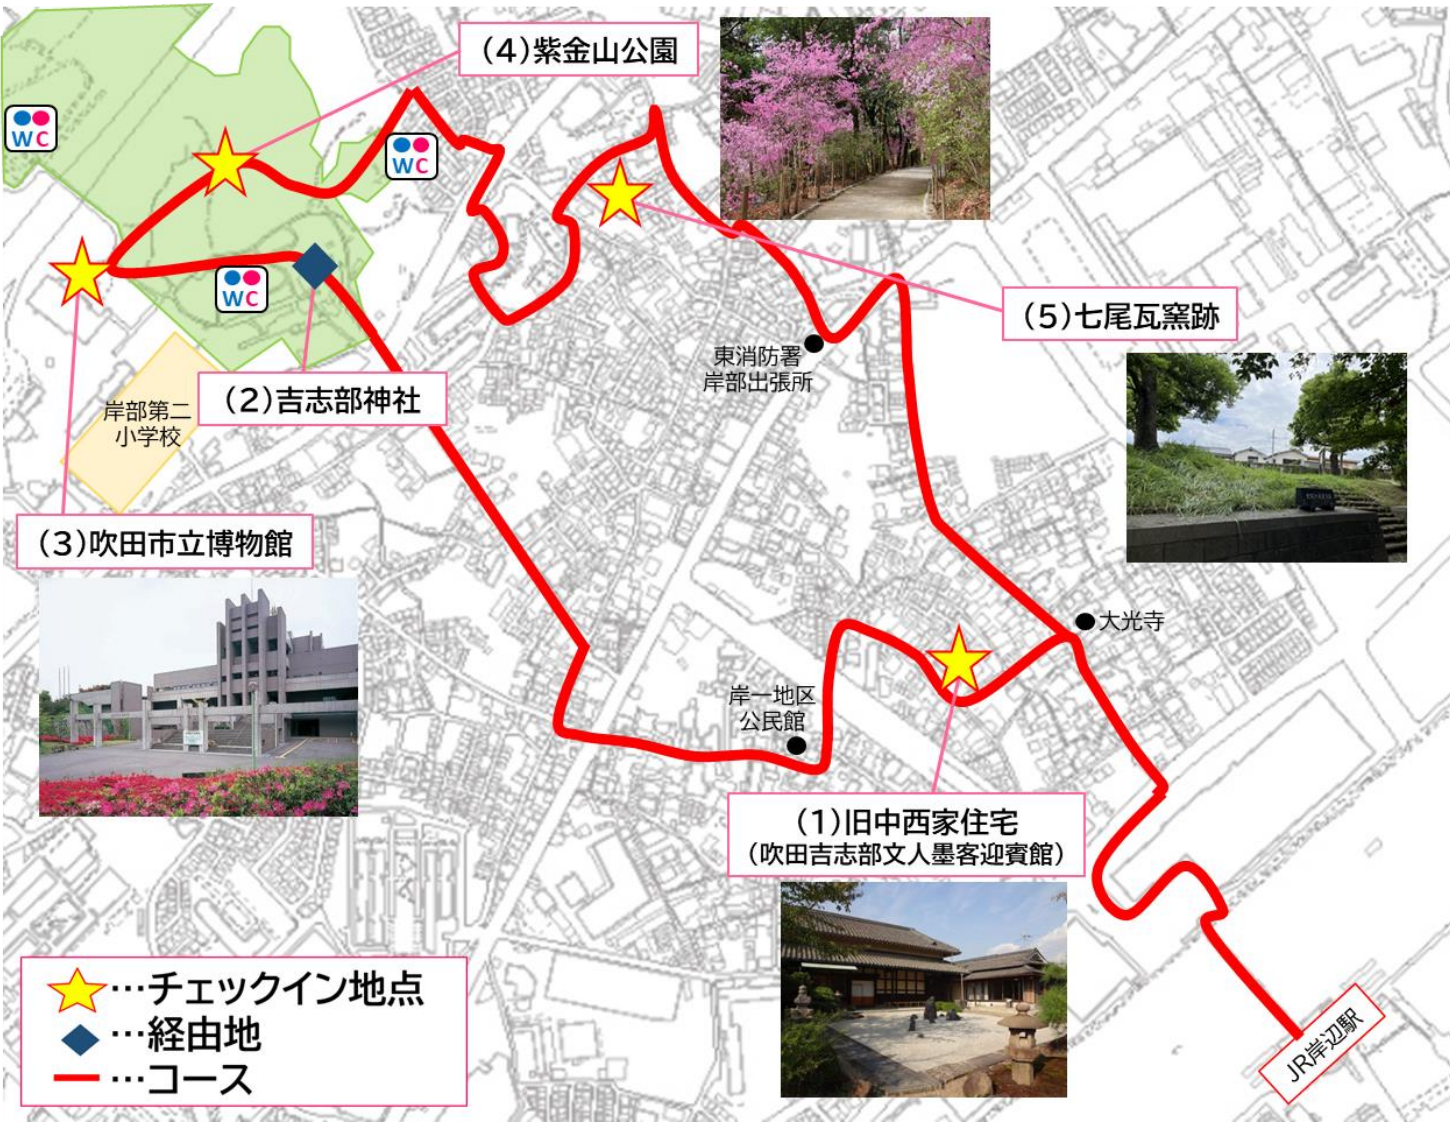 (4)紫金山公園
WC
WC
WC
(5)七尾瓦窯跡
東消防署
岸部出張所
(2)吉志部神社
岸部第二
小学校
(3)吹田市立博物館
大光寺
岸一地区
公民館
(1)旧中西家住宅
(吹田吉志部文人墨客迎賓館)
…チェックイン地点
…経由地
…コース
JR岸辺駅